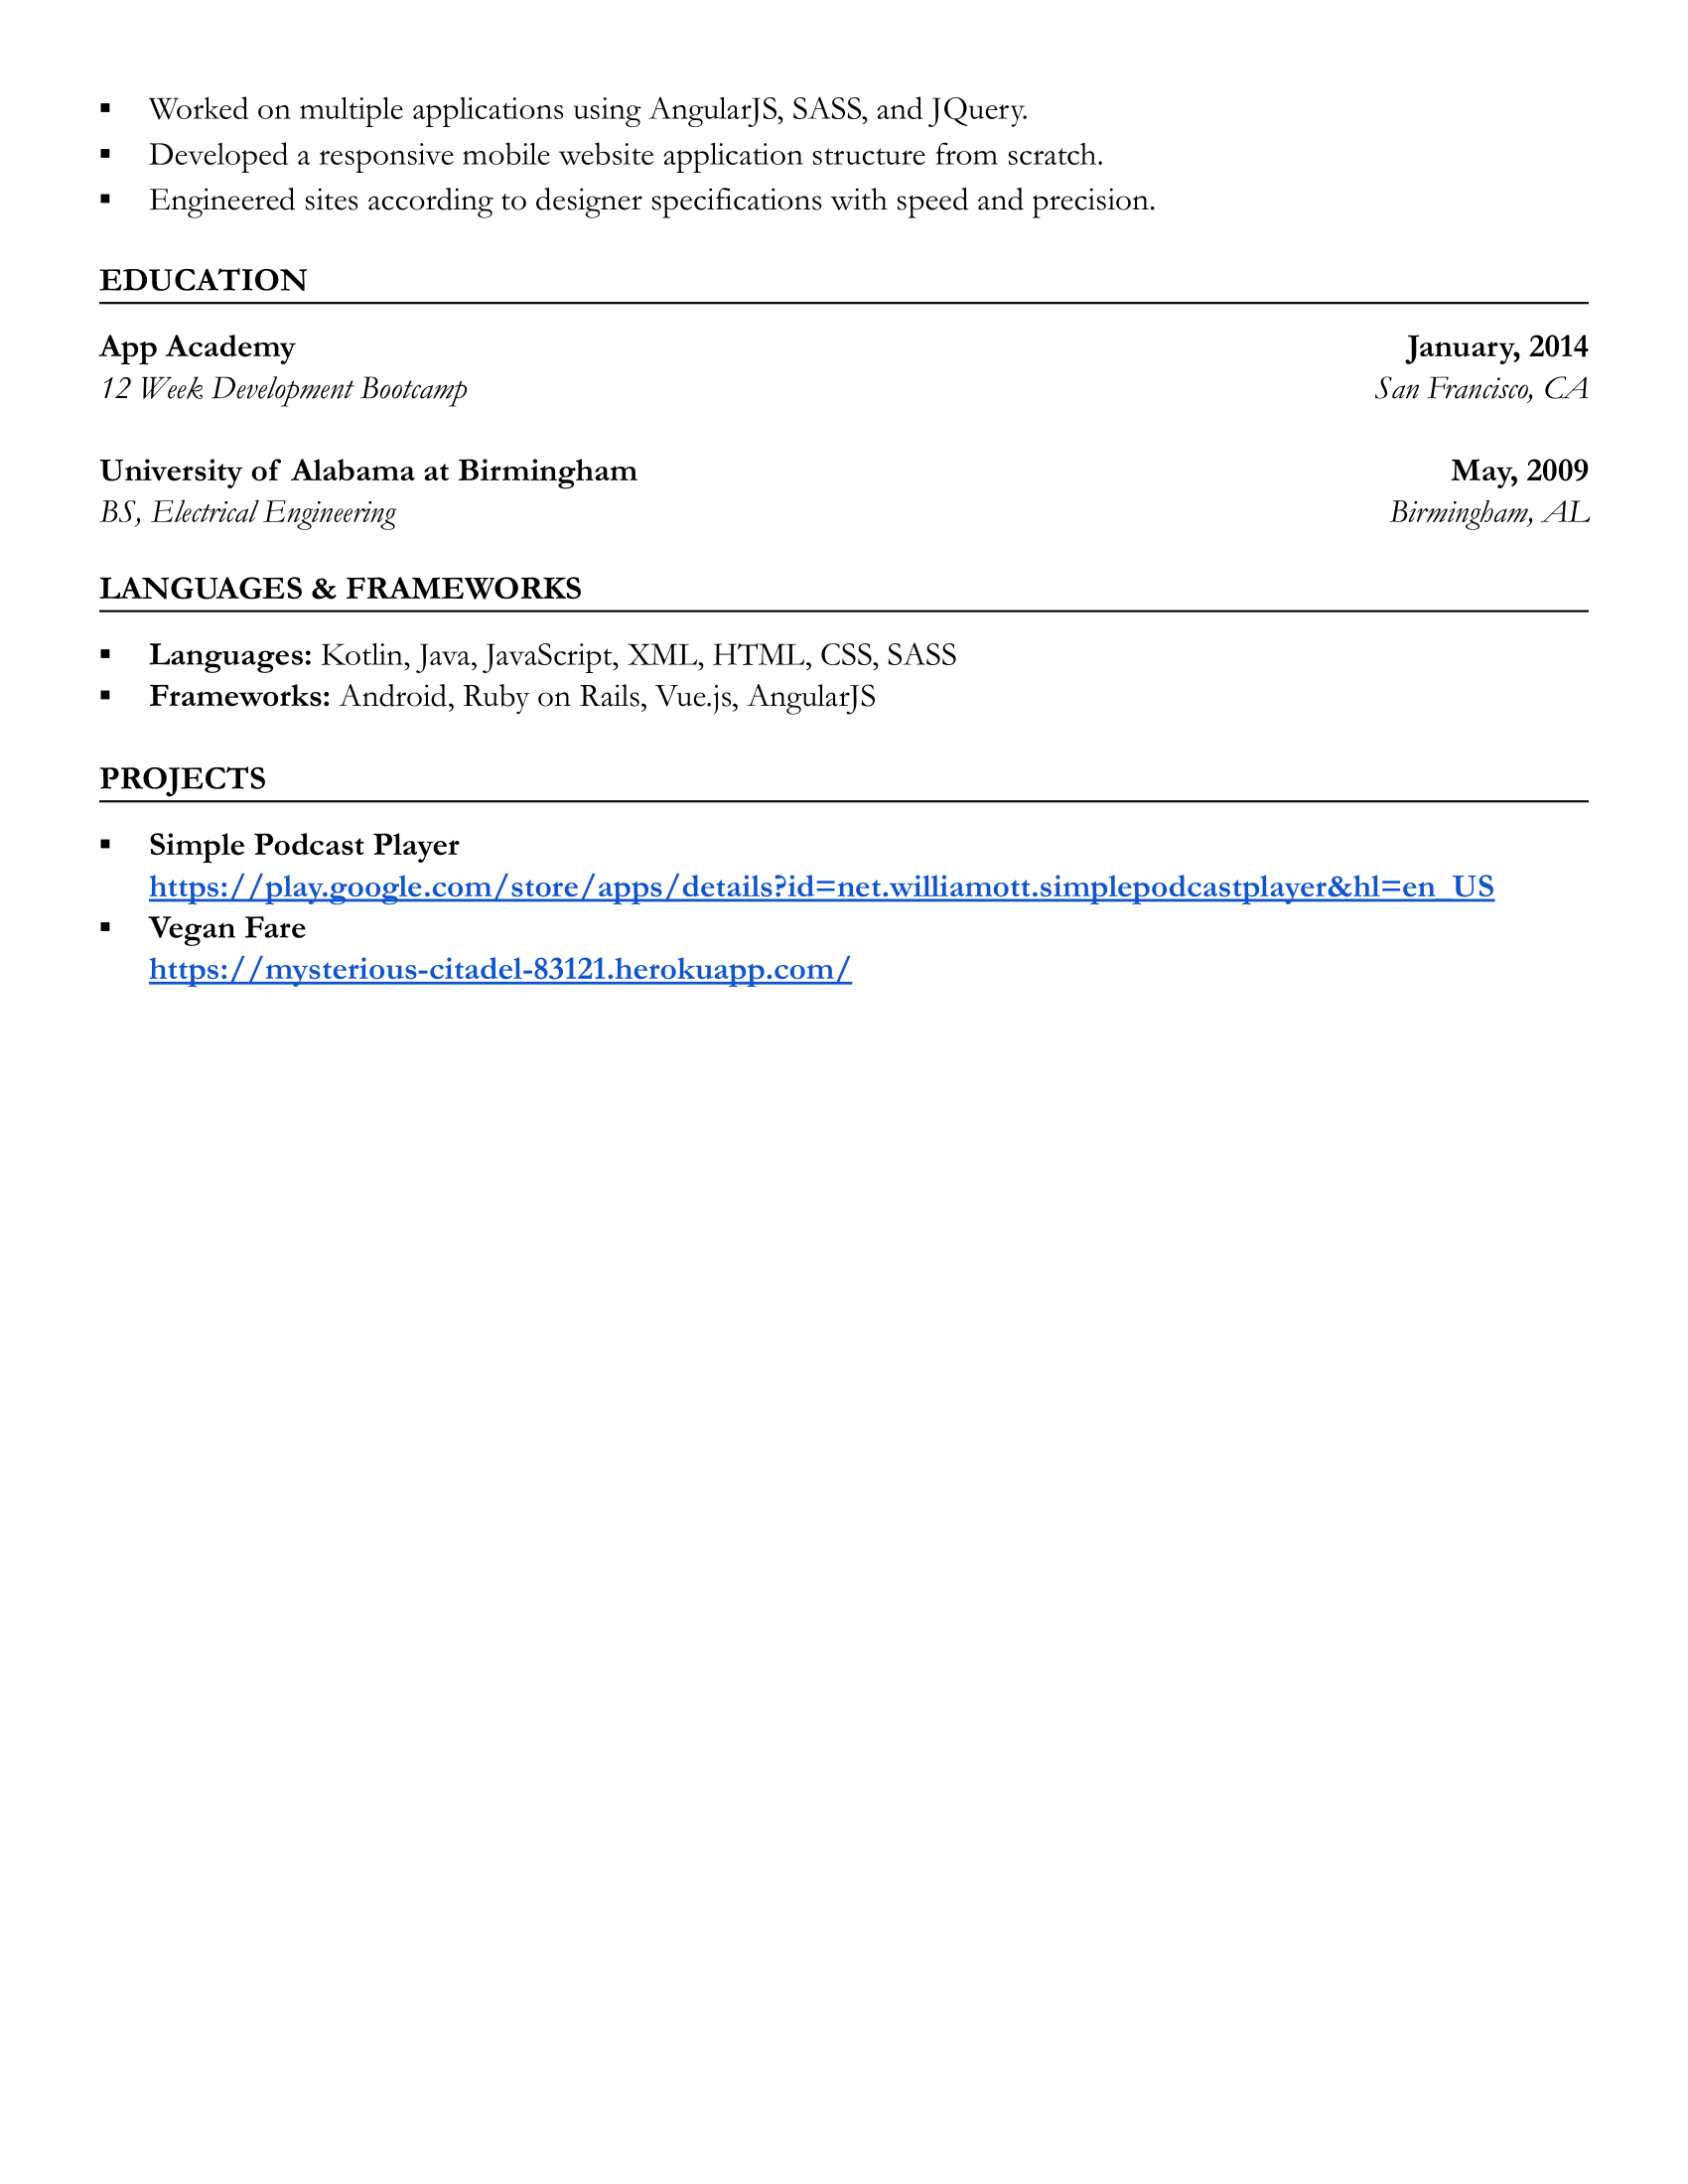 ▪ Worked on multiple applications using AngularJS, SASS, and JQuery.
▪ Developed a responsive mobile website application structure from scratch.
▪ Engineered sites according to designer specifications with speed and precision.
EDUCATION
App Academy January, 2014
12 Week Development Bootcamp San Francisco, CA
University of Alabama at Birmingham May, 2009
BS, Electrical Engineering Birmingham, AL
LANGUAGES & FRAMEWORKS
▪ Languages: Kotlin, Java, JavaScript, XML, HTML, CSS, SASS
▪ Frameworks: Android, Ruby on Rails, Vue.js, AngularJS
PROJECTS
▪ Simple Podcast Player
https://play.google.com/store/apps/details?id=net.williamott.simplepodcastplayer&hl=en_US
▪ Vegan Fare
https://mysterious-citadel-83121.herokuapp.com/